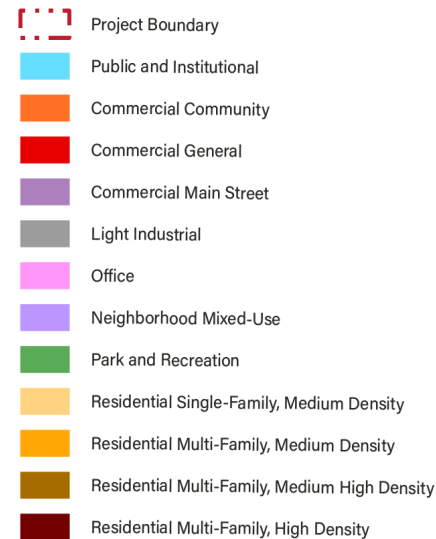 Project Boundary
Public and Institutional
Commercial Community
Commercial General
Commercial Main Street
Light Industrial
Office
Neighborhood Mixed-Use
Park and Recreation
Residential Single-Family, Medium Density
Residential Multi-Family, Medium Density
Residential Multi-Family, Medium High Density
Residential Multi-Family, High Density